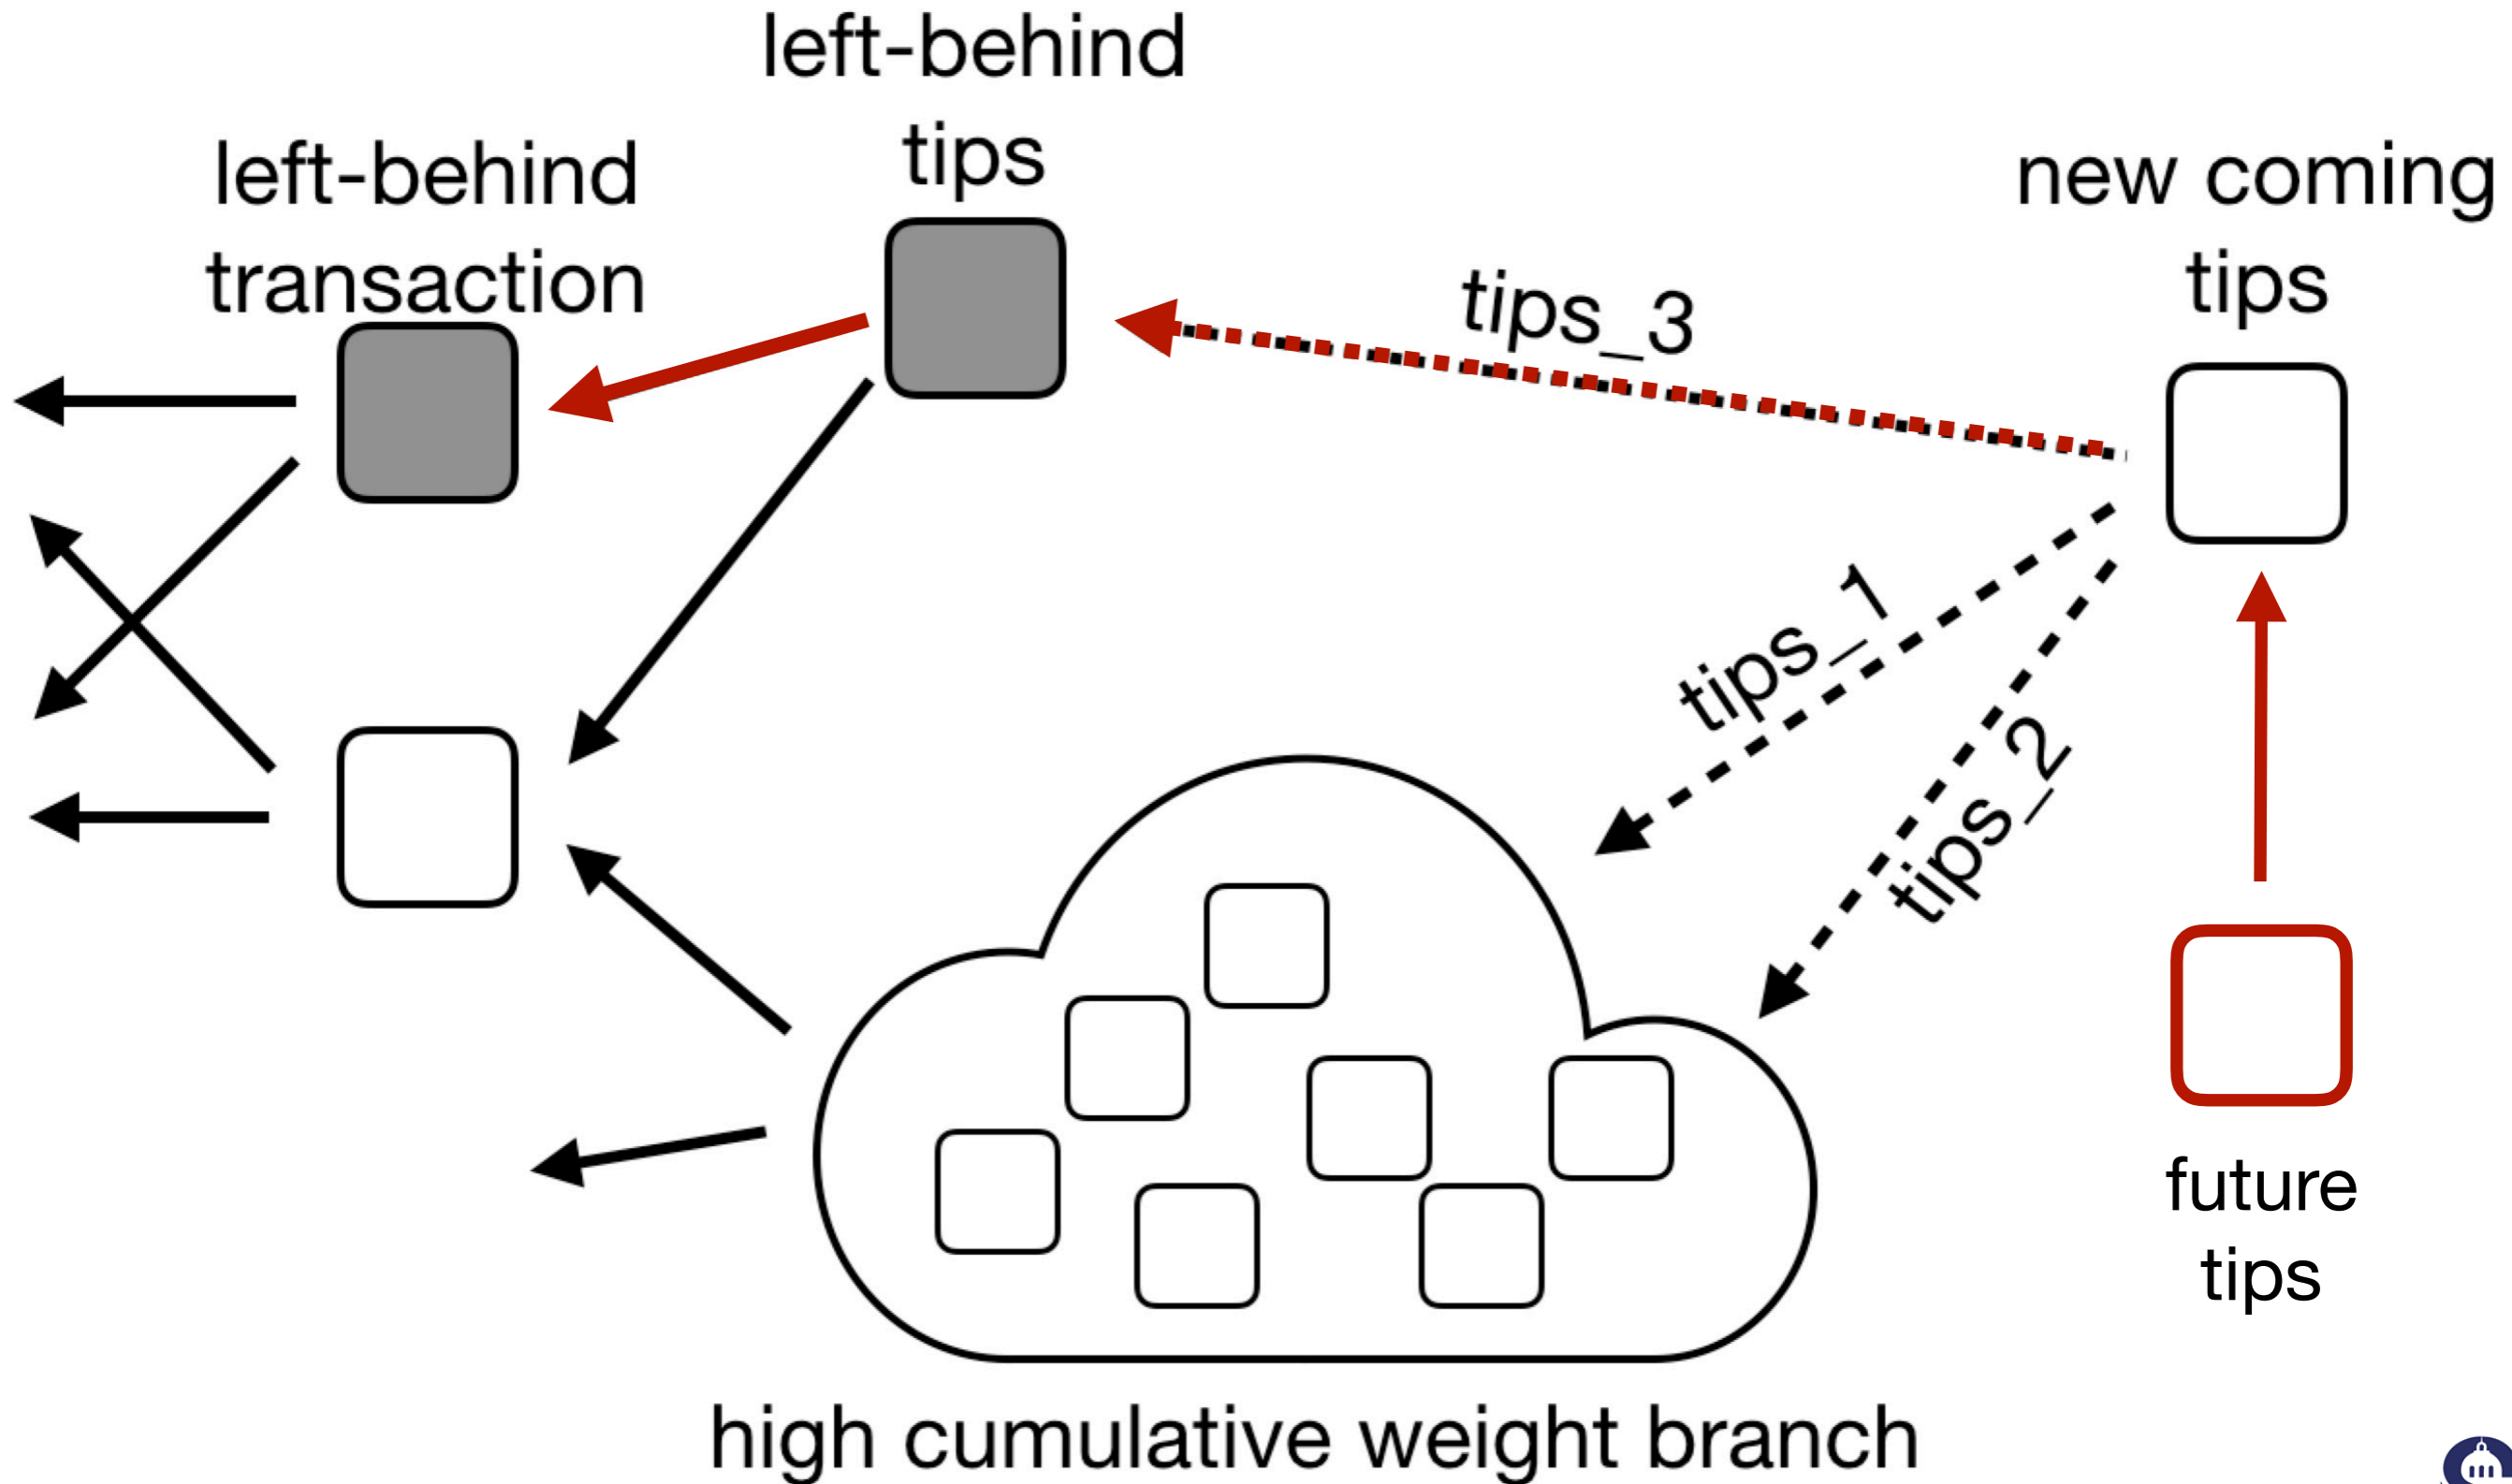 left-behind
tips
left-behind
transaction
new coming
tips
tips_3
tips_1
tips_2
future
tips
high cumulative weight branch